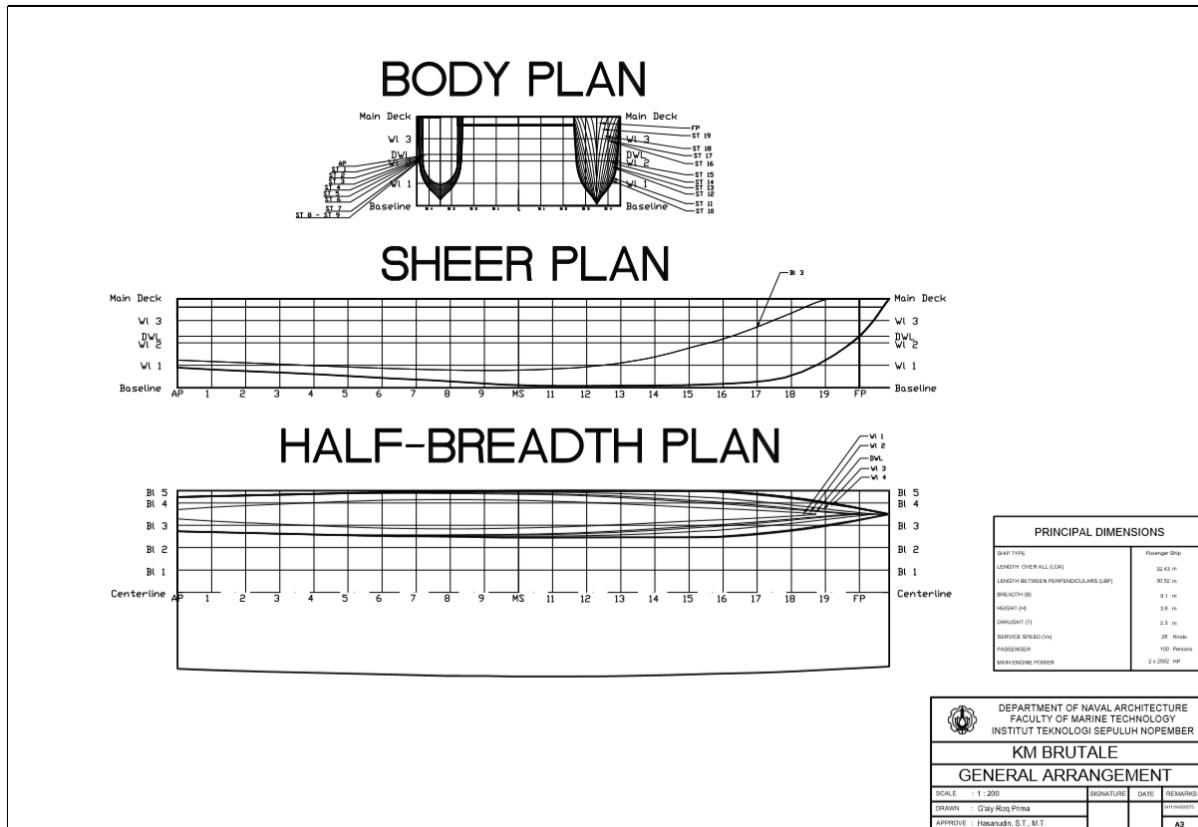 BODY PLAN
Main Deck
Wl 3
DWL
Wl 2
Wl 1
Baseline
AP
ST 1
ST 2
ST 3
ST 4
ST 5
ST 6
ST 7
ST 8 - ST 9
Main Deck
Wl 3
DWL
Wl 2
Wl 1
Baseline
FP
ST 19
ST 18
ST 17
ST 16
ST 15
ST 14
ST 13
ST 12
ST 11
ST 10
SHEER PLAN
Bl 3
Main Deck
Wl 3
DWL
Wl 2
Wl 1
Baseline
Main Deck
Wl 3
DWL
Wl 2
Wl 1
Baseline
AP 1 2 3 4 5 6 7 8 9 MS 11 12 13 14 15 16 17 18 19 FP
HALF-BREADTH PLAN
Wl 1
Wl 2
DWL
Wl 3
Wl 4
Bl 5
Bl 4
Bl 3
Bl 2
Bl 1
Centerline
Bl 5
Bl 4
Bl 3
Bl 2
Bl 1
Centerline
AP 1 2 3 4 5 6 7 8 9 MS 11 12 13 14 15 16 17 18 19 FP
PRINCIPAL DIMENSIONS
SHIP TYPE Pasenger Ship
LENGTH OVER ALL (LOA) 32.43 m
LENGTH BETWEEN PERPENDICULARS (LBP) 30.52 m
BREADTH (B) 9.1 m
HEIGHT (H) 3.9 m
DRAUGHT (T) 2.3 m
SERVICE SPEED (Vs) 28 Knots
PASSENGER 100 Persons
MAIN ENGINE POWER 2 x 2002 HP
DEPARTMENT OF NAVAL ARCHITECTURE
FACULTY OF MARINE TECHNOLOGY
INSTITUT TEKNOLOGI SEPULUH NOPEMBER
KM BRUTALE
GENERAL ARRANGEMENT
SCALE : 1 : 200 SIGNATURE DATE REMARKS
DRAWN : G'aly Rizq Prima
APPROVE : Hasanudin, S.T., M.T. A3